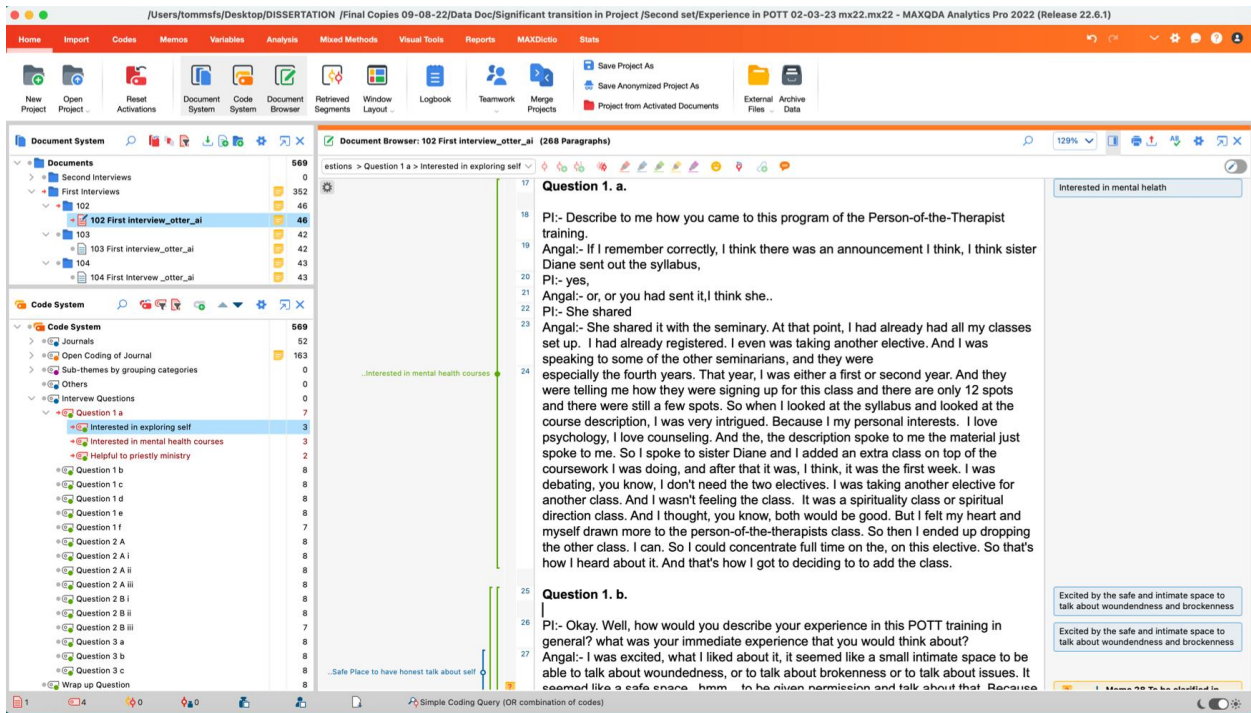 /Users/tommsfs/Desktop/DISSERTATION /Final Copies 09-08-22/Data Doc/Significant transition in Project /Second set/Experience in POTT 02-03-23 mx22.mx22 - MAXQDA Analytics Pro 2022 (Release 22.6.1)
Home Import Codes Memos Variables Analysis Mixed Methods Visual Tools Reports MAXDictio Stats
New Project
Open Project
Reset Activations
Document System
Code System
Document Browser
Retrieved Segments
Window Layout
Logbook
Teamwork
Merge Projects
Save Project As
Save Anonymized Project As
Project from Activated Documents
External Files
Archive Data
Document System
Documents 569
Second Interviews 0
First Interviews 352
102 46
102 First interview_otter_ai 46
103 42
103 First interview_otter_ai 42
104 43
104 First Intervew _otter_ai 43
Code System
Code System 569
Journals 52
Open Coding of Journal 163
Sub-themes by grouping categories 0
Others 0
Intervew Questions 0
Question 1 a 7
Interested in exploring self 3
Interested in mental health courses 3
Helpful to priestly ministry 2
Question 1 b 8
Question 1 c 8
Question 1 d 8
Question 1 e 8
Question 1 f 7
Question 2 A 8
Question 2 A i 8
Question 2 A ii 8
Question 2 A iii 8
Question 2 B i 8
Question 2 B ii 8
Question 2 B iii 7
Question 3 a 8
Question 3 b 8
Question 3 c 8
Wrap up Question 8
Document Browser: 102 First interview_otter_ai (268 Paragraphs)
129%
estions > Question 1 a > Interested in exploring self
17 Question 1. a.
Interested in mental helath
18 PI:- Describe to me how you came to this program of the Person-of-the-Therapist
training.
19 Angal:- If I remember correctly, I think there was an announcement I think, I think sister
Diane sent out the syllabus,
20 PI:- yes,
21 Angal:- or, or you had sent it,I think she..
22 PI:- She shared
23 Angal:- She shared it with the seminary. At that point, I had already had all my classes
set up. I had already registered. I even was taking another elective. And I was
speaking to some of the other seminarians, and they were
..Interested in mental health courses
24 especially the fourth years. That year, I was either a first or second year. And they
were telling me how they were signing up for this class and there are only 12 spots
and there were still a few spots. So when I looked at the syllabus and looked at the
course description, I was very intrigued. Because I my personal interests. I love
psychology, I love counseling. And the, the description spoke to me the material just
spoke to me. So I spoke to sister Diane and I added an extra class on top of the
coursework I was doing, and after that it was, I think, it was the first week. I was
debating, you know, I don't need the two electives. I was taking another elective for
another class. And I wasn't feeling the class. It was a spirituality class or spiritual
direction class. And I thought, you know, both would be good. But I felt my heart and
myself drawn more to the person-of-the-therapists class. So then I ended up dropping
the other class. I can. So I could concentrate full time on the, on this elective. So that's
how I heard about it. And that's how I got to deciding to to add the class.
25 Question 1. b.
Excited by the safe and intimate space to
talk about woundendness and brockenness
26 PI:- Okay. Well, how would you describe your experience in this POTT training in
general? what was your immediate experience that you would think about?
Excited by the safe and intimate space to
talk about woundendness and brockenness
27 Angal:- I was excited, what I liked about it, it seemed like a small intimate space to be
able to talk about woundedness, or to talk about brokenness or to talk about issues. It
..Safe Place to have honest talk about self
seemed like a safe space hmm to be given permission and talk about that. Because
Memo 28 To be clarified in
1 4 0 0 Simple Coding Query (OR combination of codes)